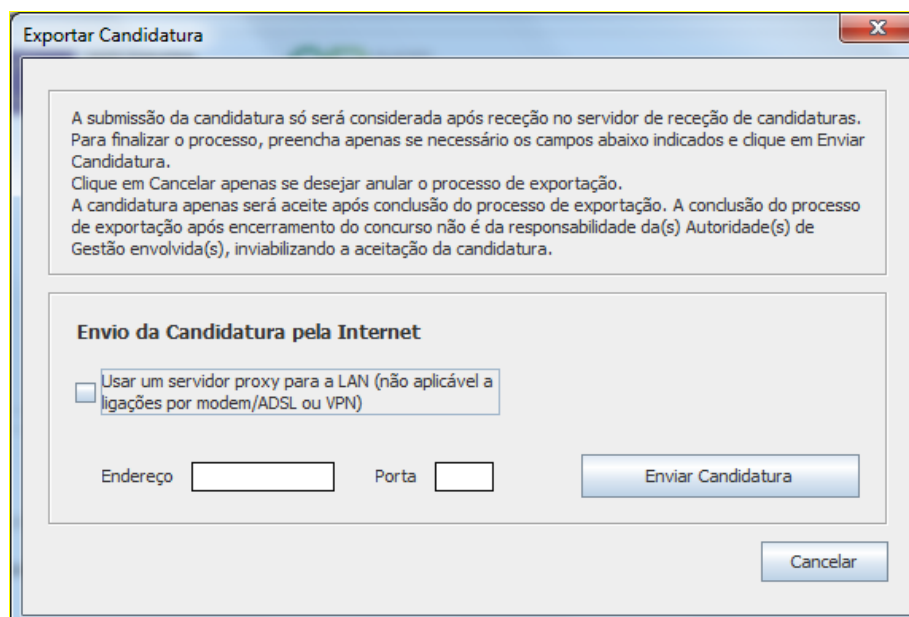 Exportar Candidatura
A submissão da candidatura só será considerada após receção no servidor de receção de candidaturas.
Para finalizar o processo, preencha apenas se necessário os campos abaixo indicados e clique em Enviar
Candidatura.
Clique em Cancelar apenas se desejar anular o processo de exportação.
A candidatura apenas será aceite após conclusão do processo de exportação. A conclusão do processo
de exportação após encerramento do concurso não é da responsabilidade da(s) Autoridade(s) de
Gestão envolvida(s), inviabilizando a aceitação da candidatura.
Envio da Candidatura pela Internet
Usar um servidor proxy para a LAN (não aplicável a
ligações por modem/ADSL ou VPN)
Endereço Porta Enviar Candidatura
Cancelar